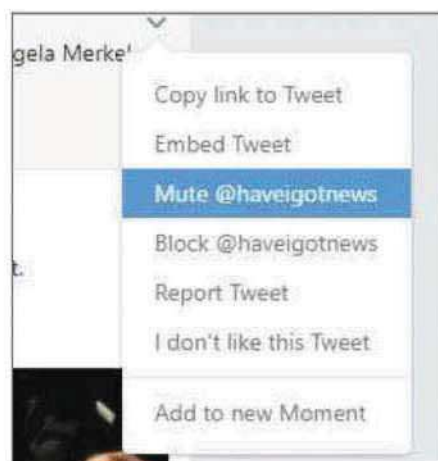 gela Merkel
Copy link to Tweet
Embed Tweet
Mute @haveigotnews
Block @haveigotnews
t.
Report Tweet
I don't like this Tweet
Add to new Moment